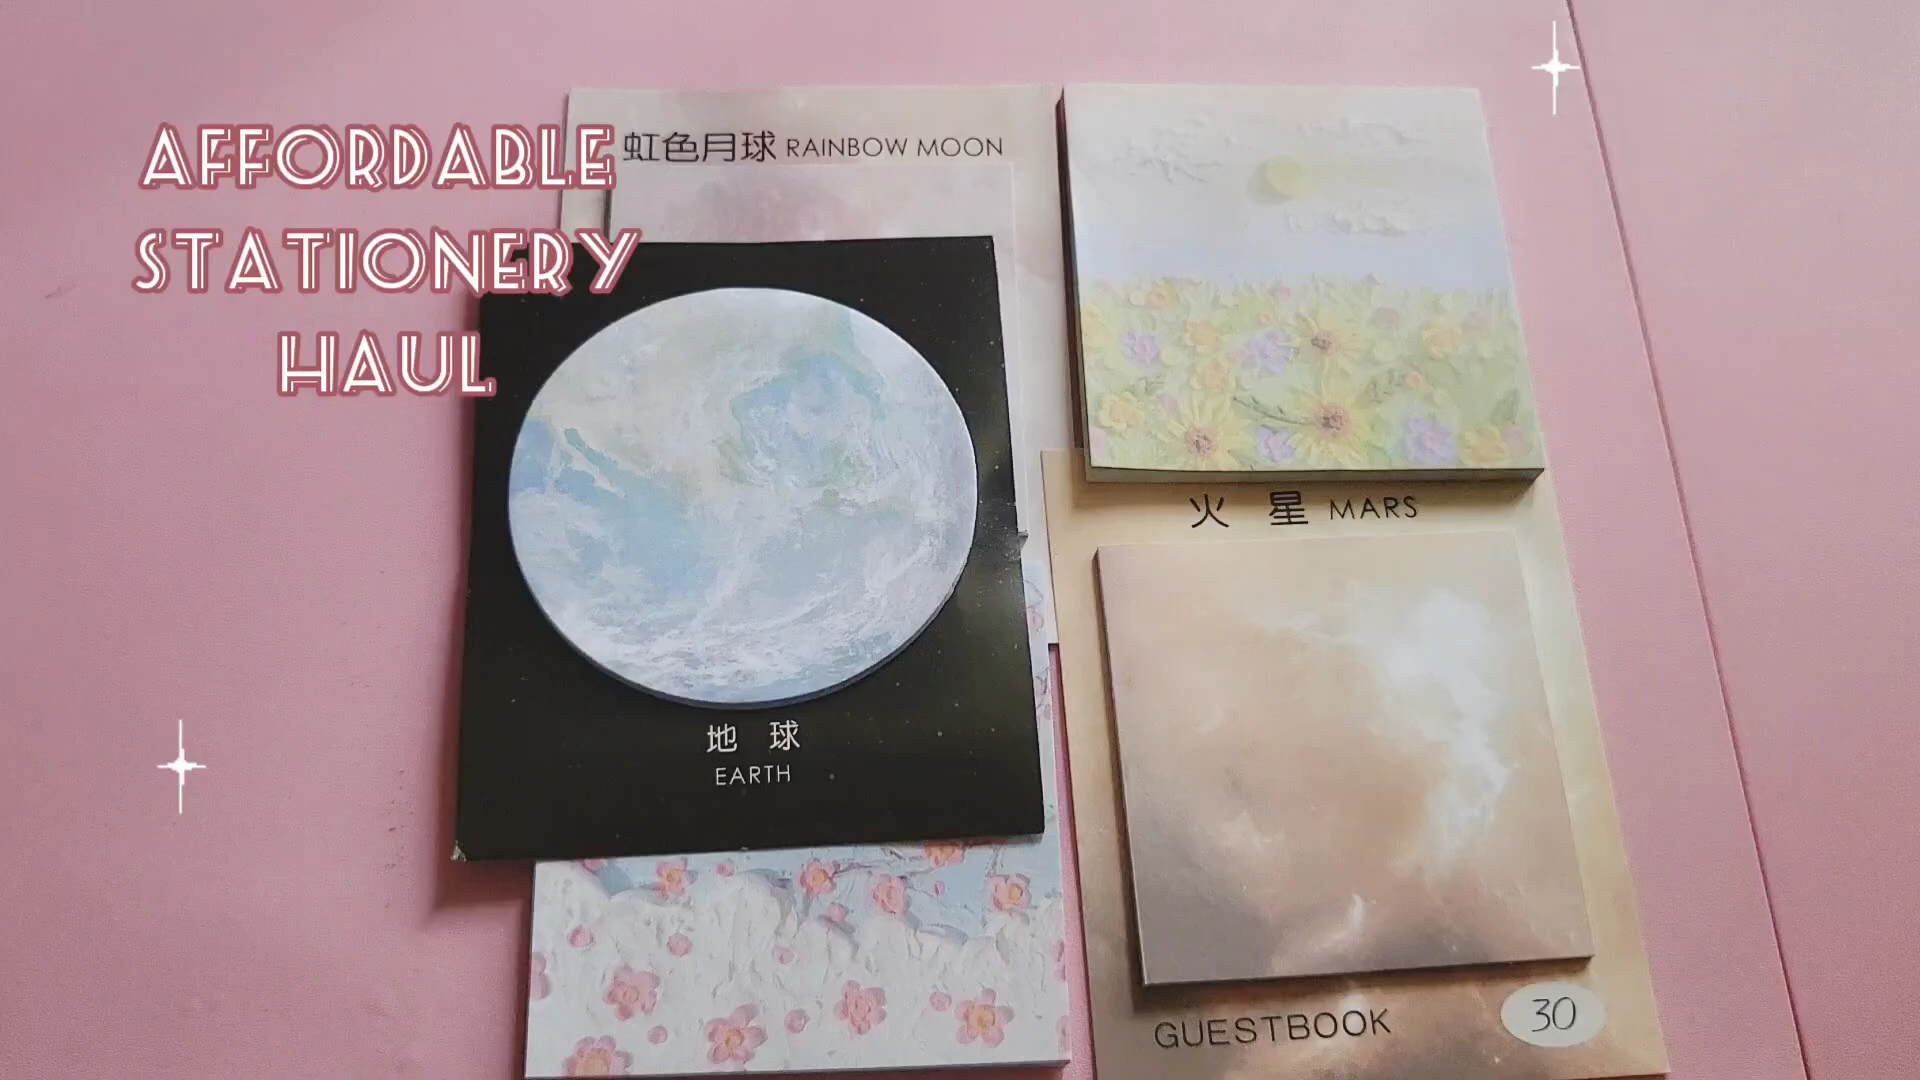 AFFORDABLE
STATIONERY
HAUL
虹色月球 RAINBOW MOON
地 球
EARTH
火 星 MARS
GUESTBOOK
30